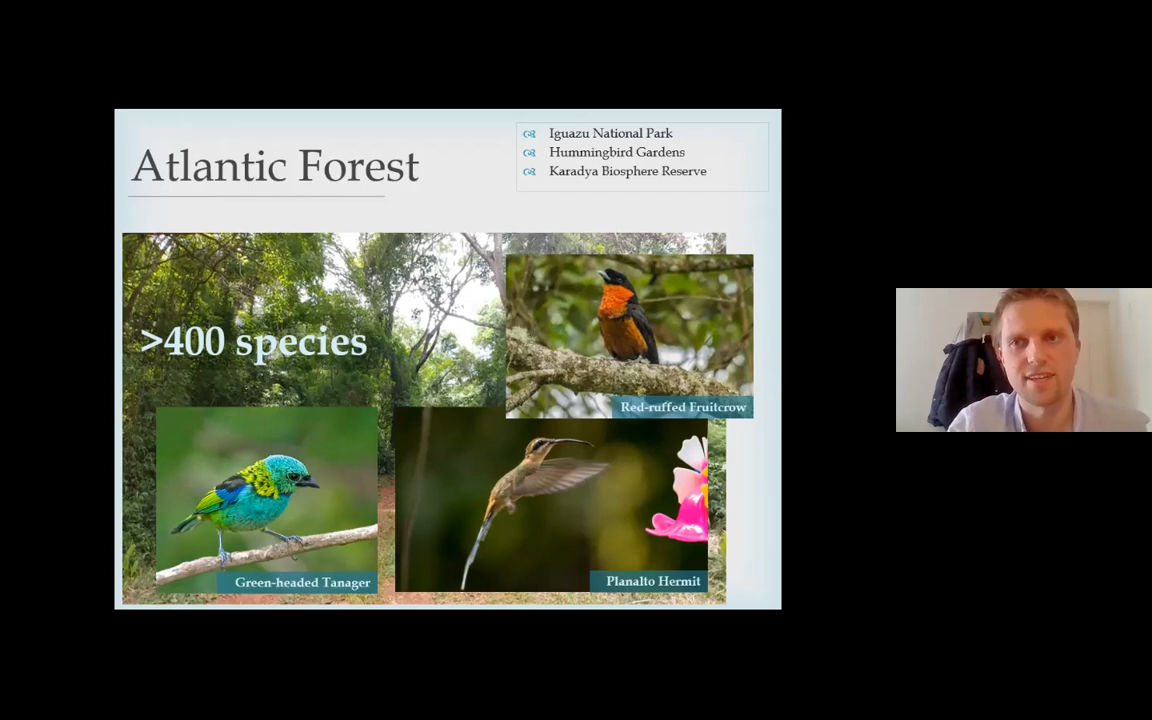 Atlantic Forest
Iguazu National Park
Hummingbird Gardens
Karadya Biosphere Reserve
>400 species
Red-ruffed Fruitcrow
Green-headed Tanager
Planalto Hermit